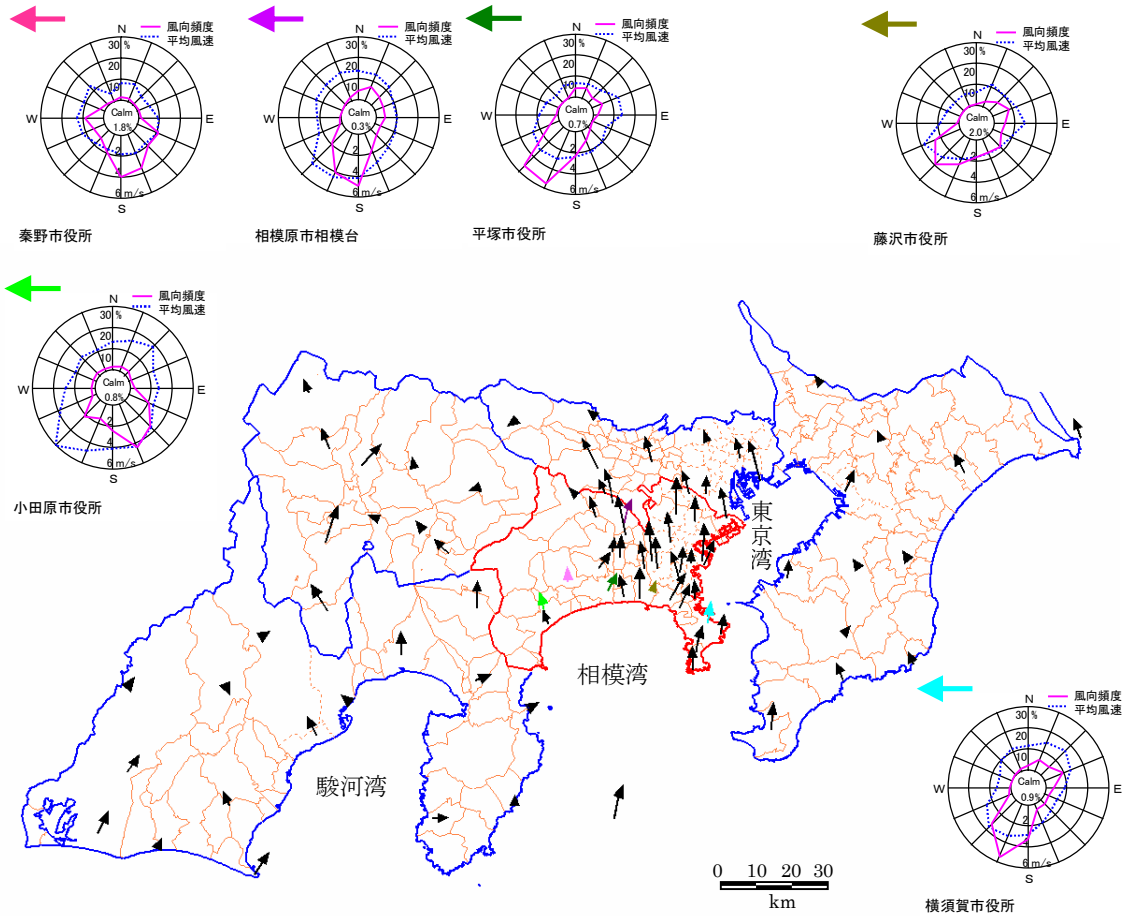 N
30 %
20
10
W
E
Calm
1.8%
2
4
6 m/s
S
風向頻度
平均風速
秦野市役所
N
30 %
20
10
W
E
Calm
0.3%
2
4
6 m/s
S
風向頻度
平均風速
相模原市相模台
N
30 %
20
10
W
E
Calm
0.7%
2
4
6 m/s
S
風向頻度
平均風速
平塚市役所
N
30 %
20
10
W
E
Calm
2.0%
2
4
6 m/s
S
風向頻度
平均風速
藤沢市役所
N
30 %
20
10
W
E
Calm
0.8%
2
4
6 m/s
S
風向頻度
平均風速
小田原市役所
東京湾
相模湾
駿河湾
0 10 20 30
km
N
30 %
20
10
W
E
Calm
0.9%
2
4
6 m/s
S
風向頻度
平均風速
横須賀市役所